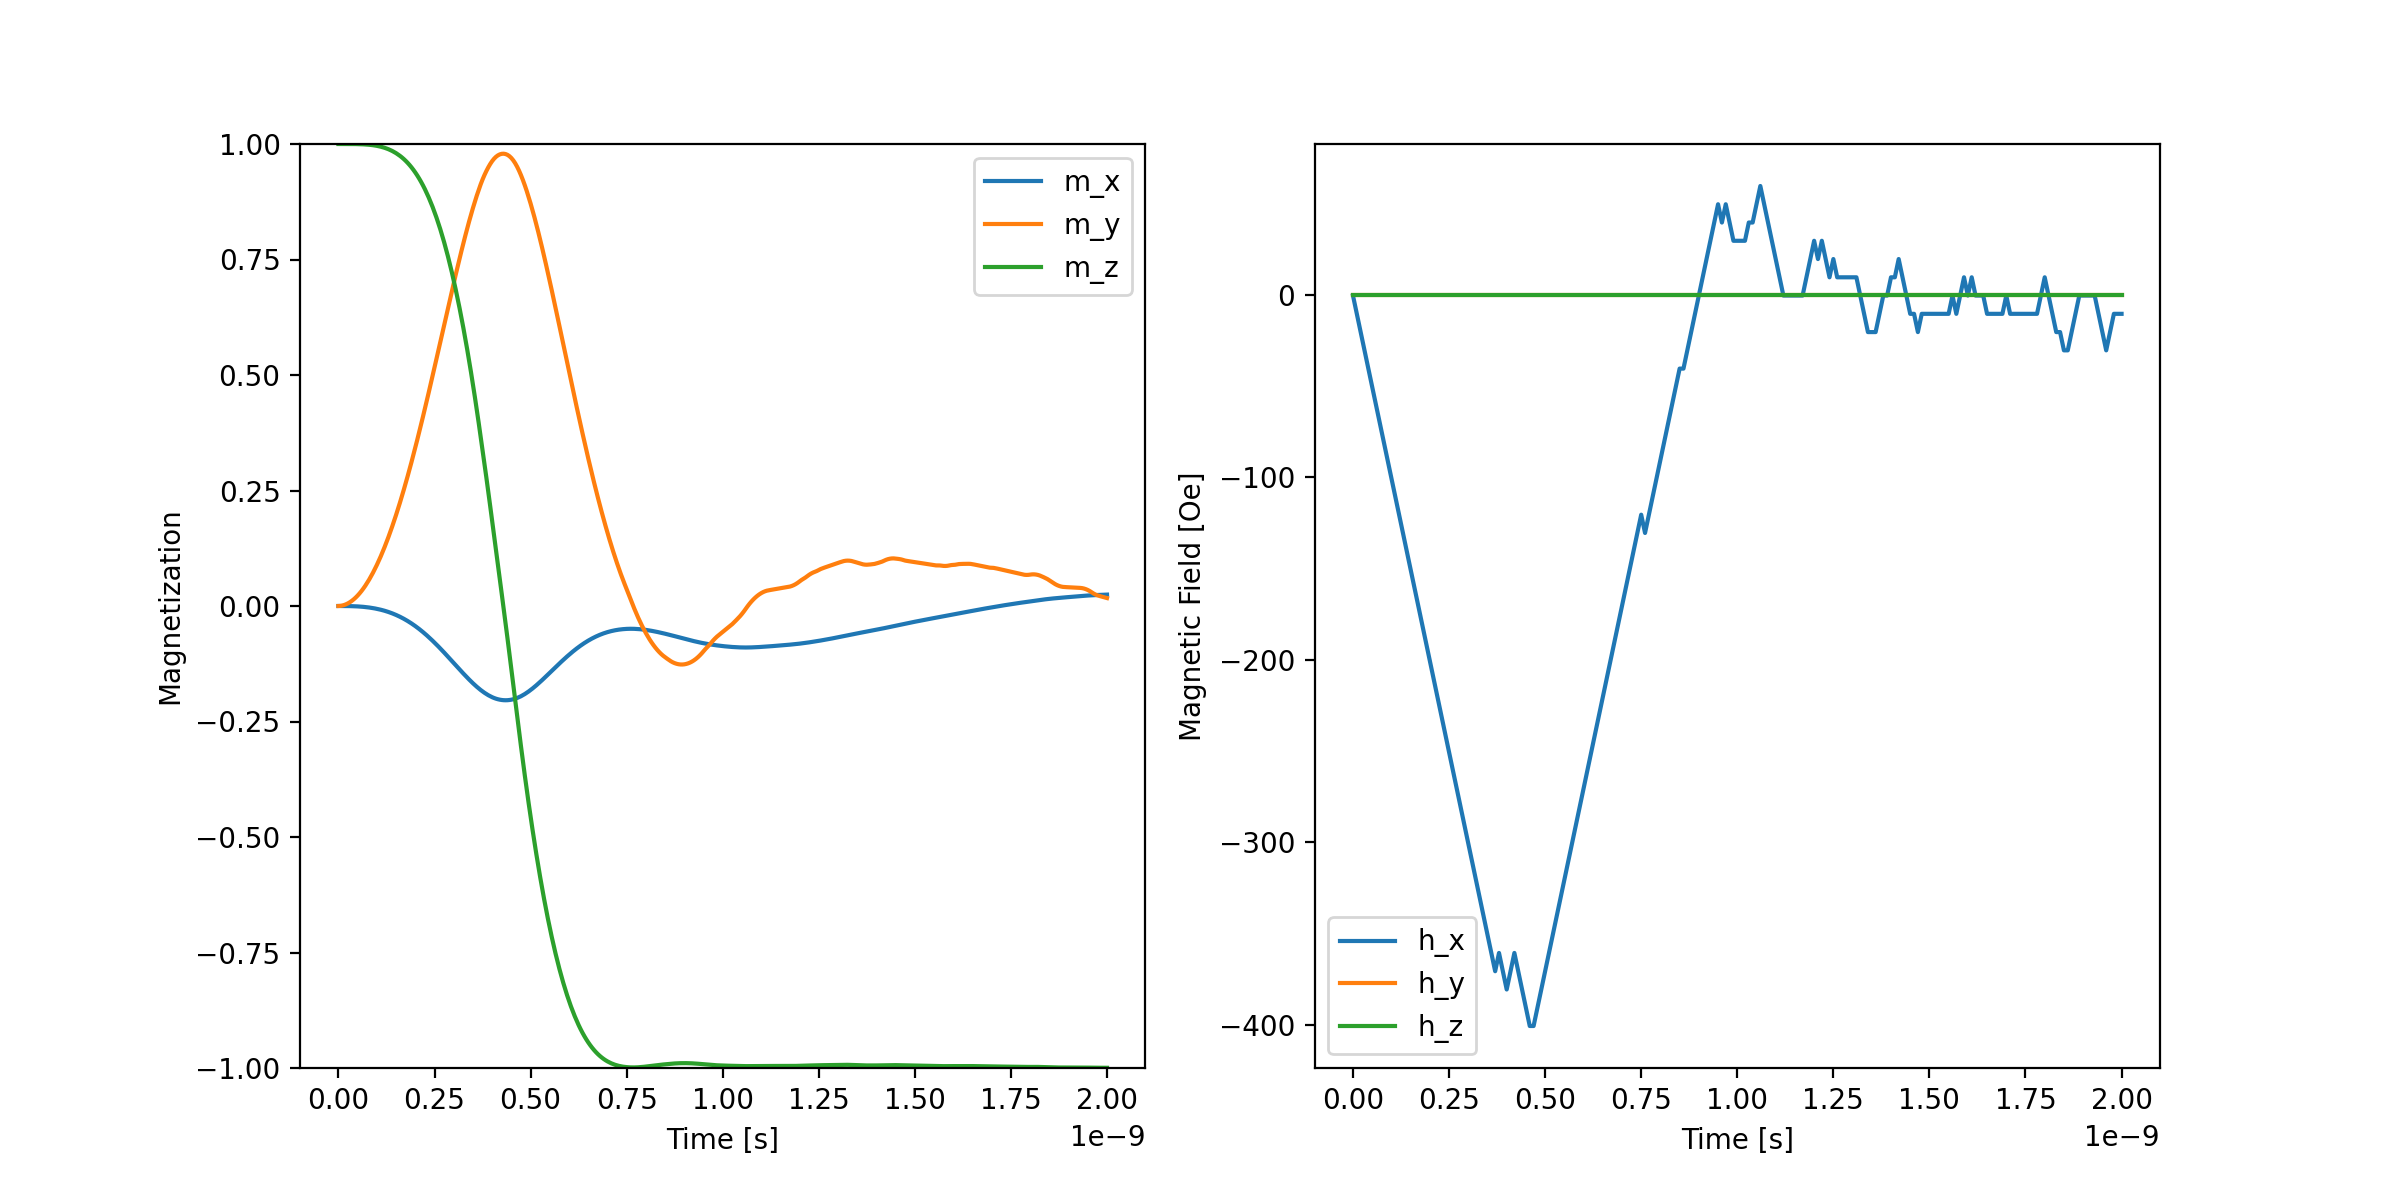 1.00
0.75
0.50
0.25
0.00
−0.25
−0.50
−0.75
−1.00
Magnetization
0.00 0.25 0.50 0.75 1.00 1.25 1.50 1.75 2.00
Time [s]
1e−9
m_x
m_y
m_z
0
−100
−200
−300
−400
Magnetic Field [Oe]
0.00 0.25 0.50 0.75 1.00 1.25 1.50 1.75 2.00
Time [s]
1e−9
h_x
h_y
h_z